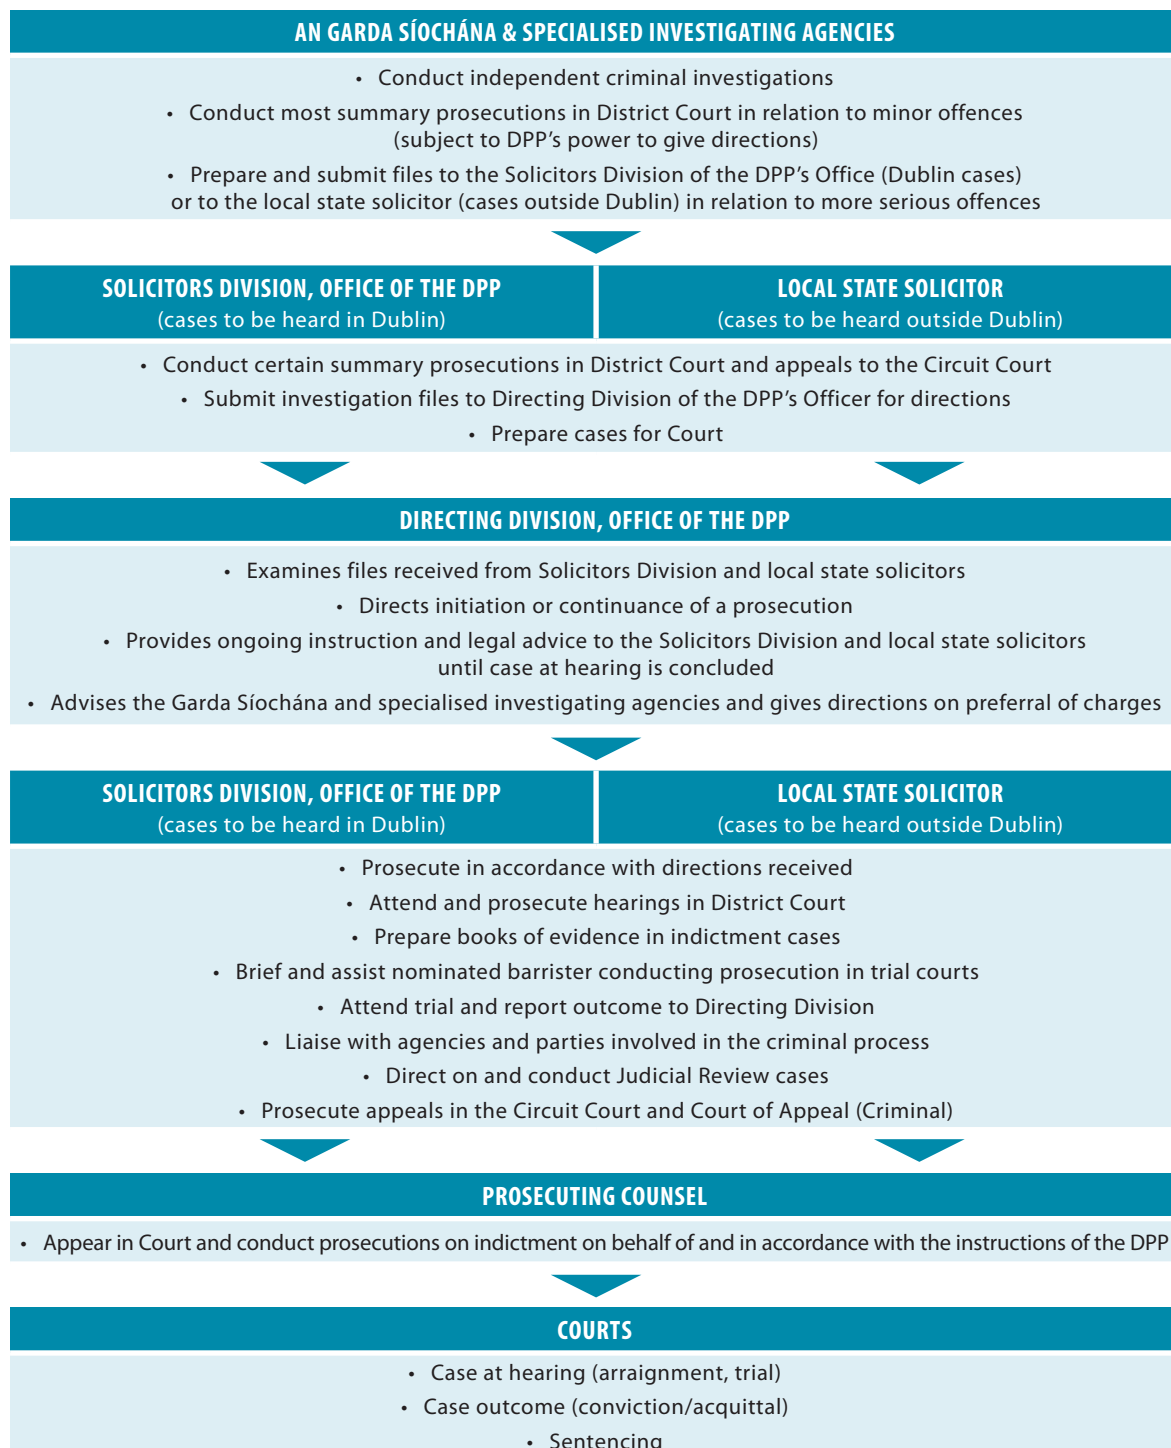 AN GARDA SÍOCHÁNA & SPECIALISED INVESTIGATING AGENCIES
• Conduct independent criminal investigations
• Conduct most summary prosecutions in District Court in relation to minor offences
(subject to DPP's power to give directions)
• Prepare and submit files to the Solicitors Division of the DPP's Office (Dublin cases)
or to the local state solicitor (cases outside Dublin) in relation to more serious offences
SOLICITORS DIVISION, OFFICE OF THE DPP
(cases to be heard in Dublin)
LOCAL STATE SOLICITOR
(cases to be heard outside Dublin)
• Conduct certain summary prosecutions in District Court and appeals to the Circuit Court
• Submit investigation files to Directing Division of the DPP's Officer for directions
• Prepare cases for Court
DIRECTING DIVISION, OFFICE OF THE DPP
• Examines files received from Solicitors Division and local state solicitors
• Directs initiation or continuance of a prosecution
• Provides ongoing instruction and legal advice to the Solicitors Division and local state solicitors
until case at hearing is concluded
• Advises the Garda Síochána and specialised investigating agencies and gives directions on preferral of charges
SOLICITORS DIVISION, OFFICE OF THE DPP
(cases to be heard in Dublin)
LOCAL STATE SOLICITOR
(cases to be heard outside Dublin)
• Prosecute in accordance with directions received
• Attend and prosecute hearings in District Court
• Prepare books of evidence in indictment cases
• Brief and assist nominated barrister conducting prosecution in trial courts
• Attend trial and report outcome to Directing Division
• Liaise with agencies and parties involved in the criminal process
• Direct on and conduct Judicial Review cases
• Prosecute appeals in the Circuit Court and Court of Appeal (Criminal)
PROSECUTING COUNSEL
• Appear in Court and conduct prosecutions on indictment on behalf of and in accordance with the instructions of the DPP
COURTS
• Case at hearing (arraignment, trial)
• Case outcome (conviction/acquittal)
• Sentencing